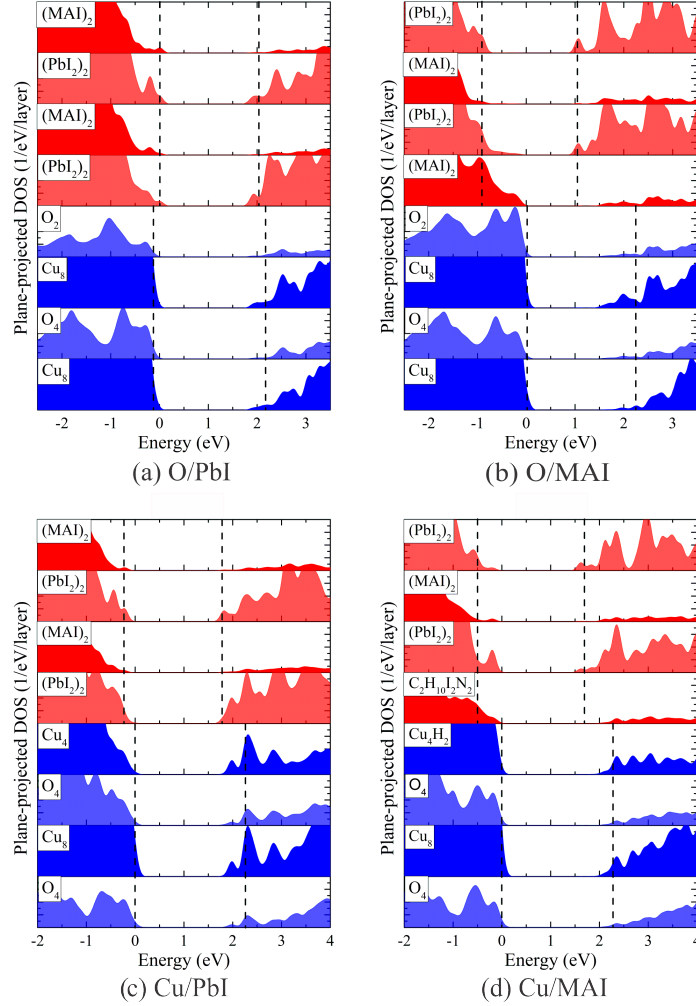 Plane-projected DOS (1/eV/layer)
(MAI)₂
(PbI₂)₂
(MAI)₂
(PbI₂)₂
O₂
Cu₈
O₄
Cu₈
-2 -1 0 1 2 3
Energy (eV)
(a) O/PbI
Plane-projected DOS (1/eV/layer)
(PbI₂)₂
(MAI)₂
(PbI₂)₂
(MAI)₂
O₂
Cu₈
O₄
Cu₈
-2 -1 0 1 2 3
Energy (eV)
(b) O/MAI
Plane-projected DOS (1/eV/layer)
(MAI)₂
(PbI₂)₂
(MAI)₂
(PbI₂)₂
Cu₄
O₄
Cu₈
O₄
-2 -1 0 1 2 3 4
Energy (eV)
(c) Cu/PbI
Plane-projected DOS (1/eV/layer)
(PbI₂)₂
(MAI)₂
(PbI₂)₂
C₂H₁₀I₂N₂
Cu₄H₂
O₄
Cu₈
O₄
-2 -1 0 1 2 3 4
Energy (eV)
(d) Cu/MAI